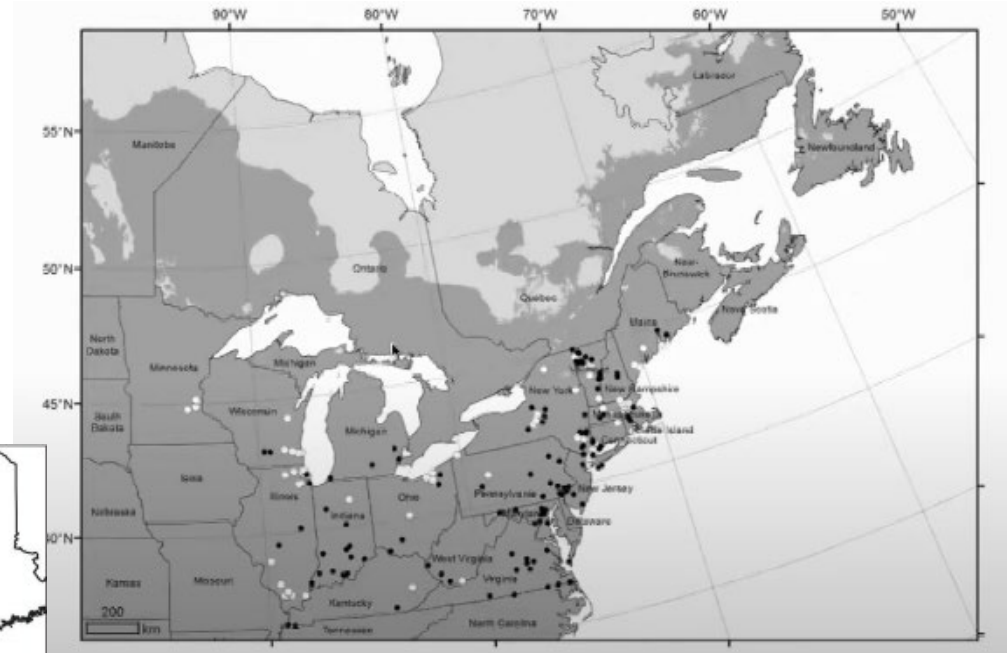 90°W 80°W 70°W 60°W 50°W
Labrador
55°N
Manitoba
Newfoundland
50°N
Ontario
New-
Brunswick
Quebec
Nova Scotia
Maine
North
Dakota
Michigan
Minnesota
New York
New Hampshire
45°N
Wisconsin
South
Dakota
Michigan
Connecticut
Iowa
Illinois
Ohio
Pennsylvania
New Jersey
Nebraska
Indiana
Delaware
40°N
West Virginia
Kansas
Missouri
Virginia
Kentucky
200
km
Tennessee
North Carolina